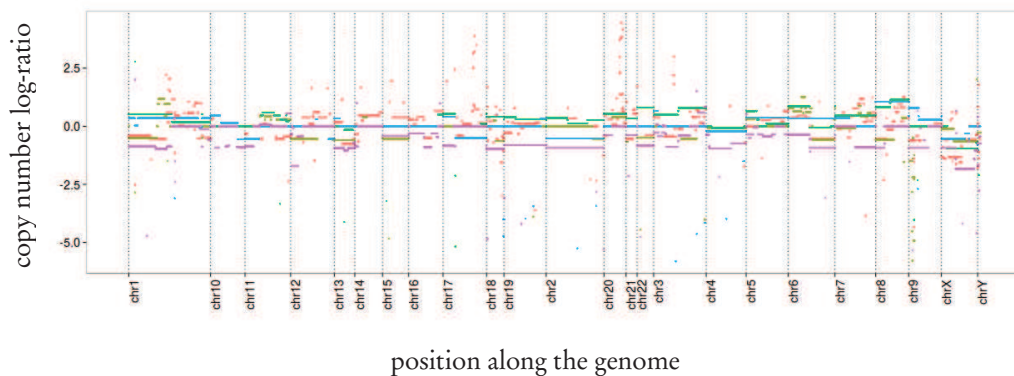 copy number log-ratio
2.5
0.0
-2.5
-5.0
chr1
chr10
chr11
chr12
chr13
chr14
chr15
chr16
chr17
chr18
chr19
chr2
chr20
chr21
chr22
chr3
chr4
chr5
chr6
chr7
chr8
chr9
chrX
chrY
position along the genome